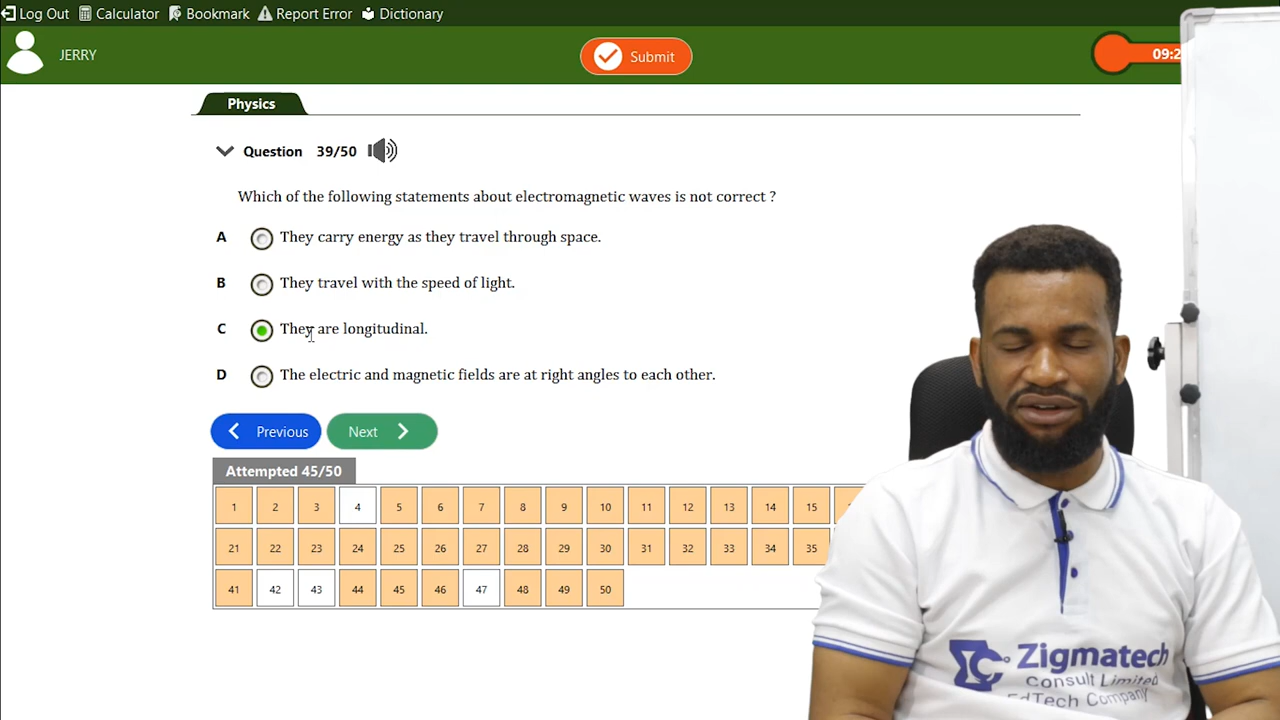 Log Out Calculator Bookmark Report Error Dictionary
JERRY
Submit
09:2
Physics
Question 39/50
Which of the following statements about electromagnetic waves is not correct ?
A They carry energy as they travel through space.
B They travel with the speed of light.
C They are longitudinal.
D The electric and magnetic fields are at right angles to each other.
Previous
Next
Attempted 45/50
1 2 3 4 5 6 7 8 9 10 11 12 13 14 15
21 22 23 24 25 26 27 28 29 30 31 32 33 34 35
41 42 43 44 45 46 47 48 49 50
Zigmatech
Consult Limited
EdTech Company